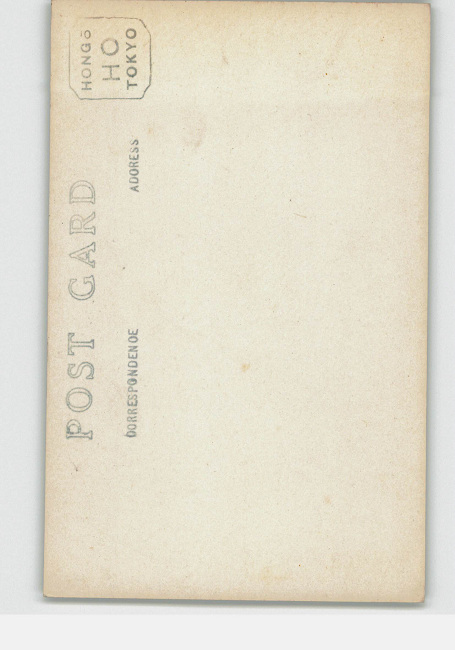 POST CARD
CORRESPONDENCE
ADDRESS
HONGŌ
HO
TOKYO